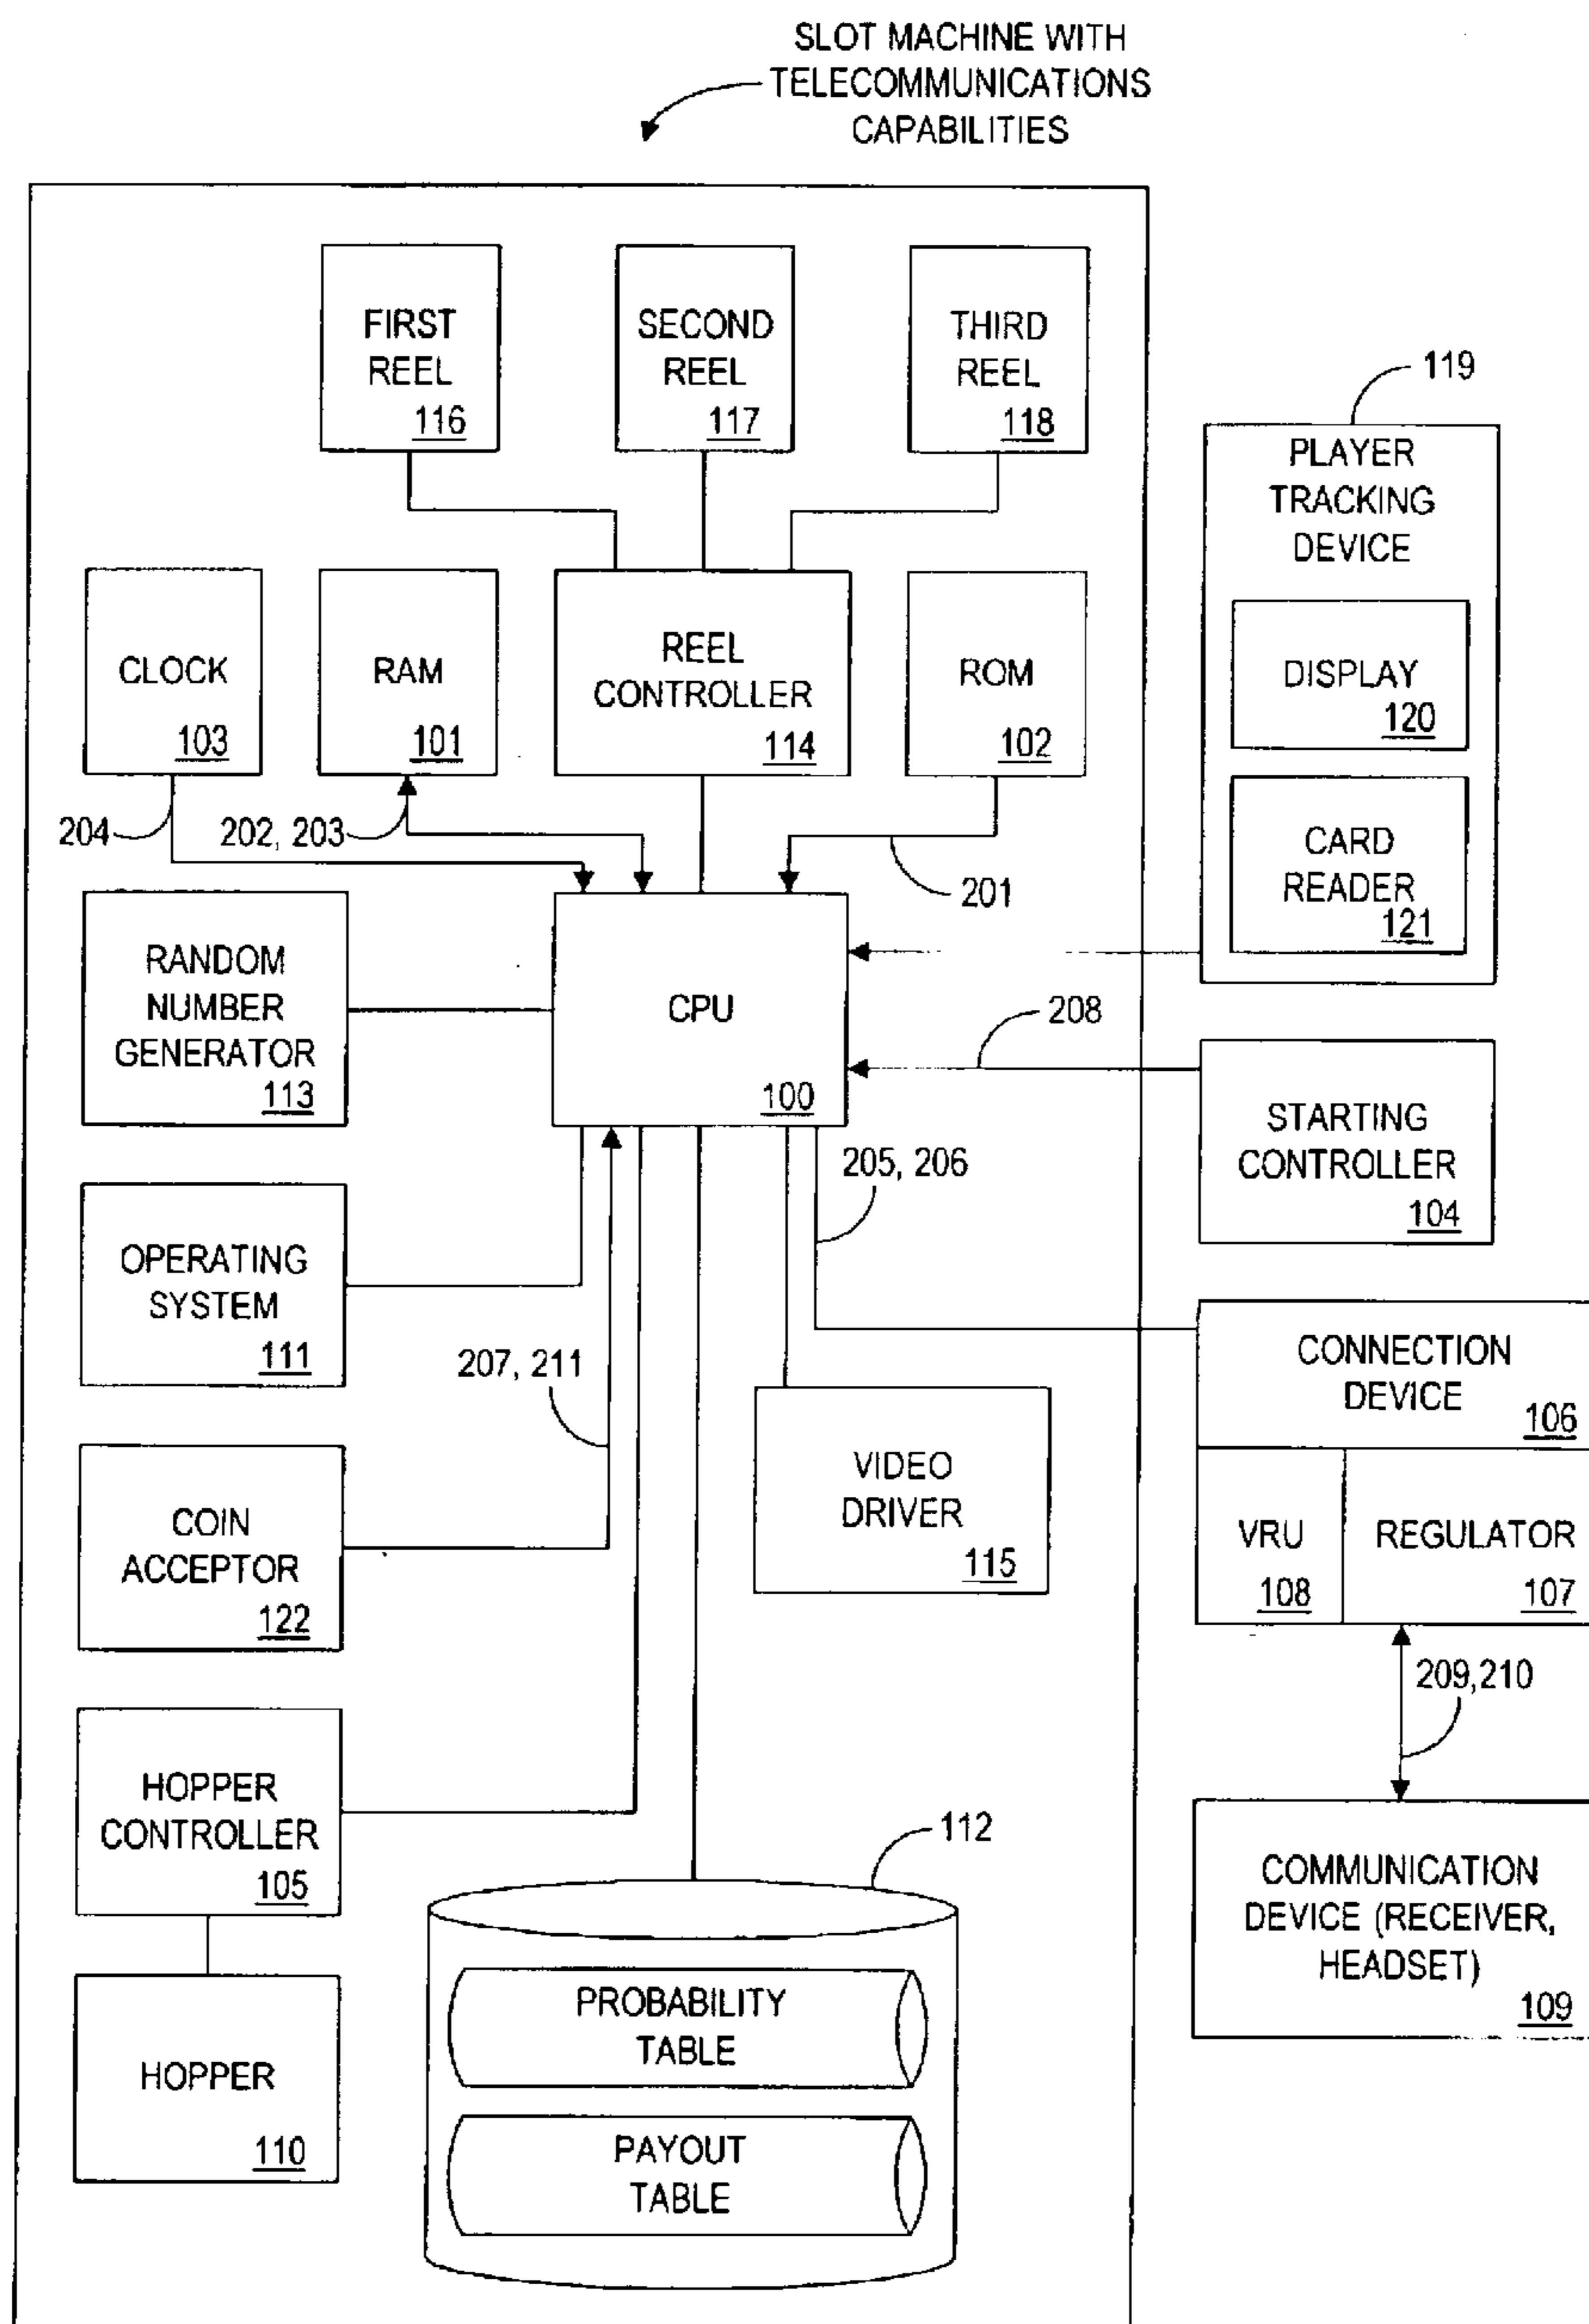 SLOT MACHINE WITH
TELECOMMUNICATIONS
CAPABILITIES
FIRST
REEL
116
SECOND
REEL
117
THIRD
REEL
118
119
PLAYER
TRACKING
DEVICE
DISPLAY
120
CARD
READER
121
CLOCK
103
RAM
101
REEL
CONTROLLER
114
ROM
102
204
202, 203
201
RANDOM
NUMBER
GENERATOR
113
CPU
100
208
STARTING
CONTROLLER
104
205, 206
OPERATING
SYSTEM
111
207, 211
CONNECTION
DEVICE
106
VRU
108
REGULATOR
107
COIN
ACCEPTOR
122
VIDEO
DRIVER
115
209,210
HOPPER
CONTROLLER
105
112
COMMUNICATION
DEVICE (RECEIVER,
HEADSET)
109
HOPPER
110
PROBABILITY
TABLE
PAYOUT
TABLE